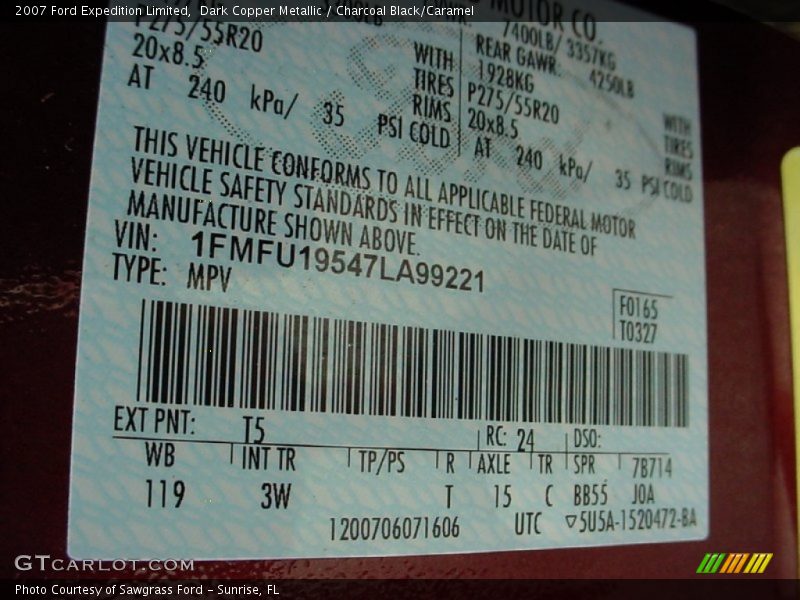 2007 Ford Expedition Limited, Dark Copper Metallic / Charcoal Black/Caramel
MOTOR CO.
7400LB/ 3357KG
P275/55R20 WITH REAR GAWR. 4250LB
20x8.5 TIRES 1928KG WITH
AT 240 kPa/ 35 RIMS P275/55R20 TIRES
PSI COLD 20x8.5 RIMS
AT 240 kPa/ 35 PSI COLD
THIS VEHICLE CONFORMS TO ALL APPLICABLE FEDERAL MOTOR
VEHICLE SAFETY STANDARDS IN EFFECT ON THE DATE OF
MANUFACTURE SHOWN ABOVE.
VIN: 1FMFU19547LA99221
TYPE: MPV
F0165
T0327
EXT PNT: T5 RC: 24 DSO:
WB INT TR TP/PS R AXLE TR SPR 7B714
119 3W T 15 C BB55 J0A
1200706071606 UTC ▽5U5A-1520472-BA
GTCARLOT.COM
Photo Courtesy of Sawgrass Ford – Sunrise, FL